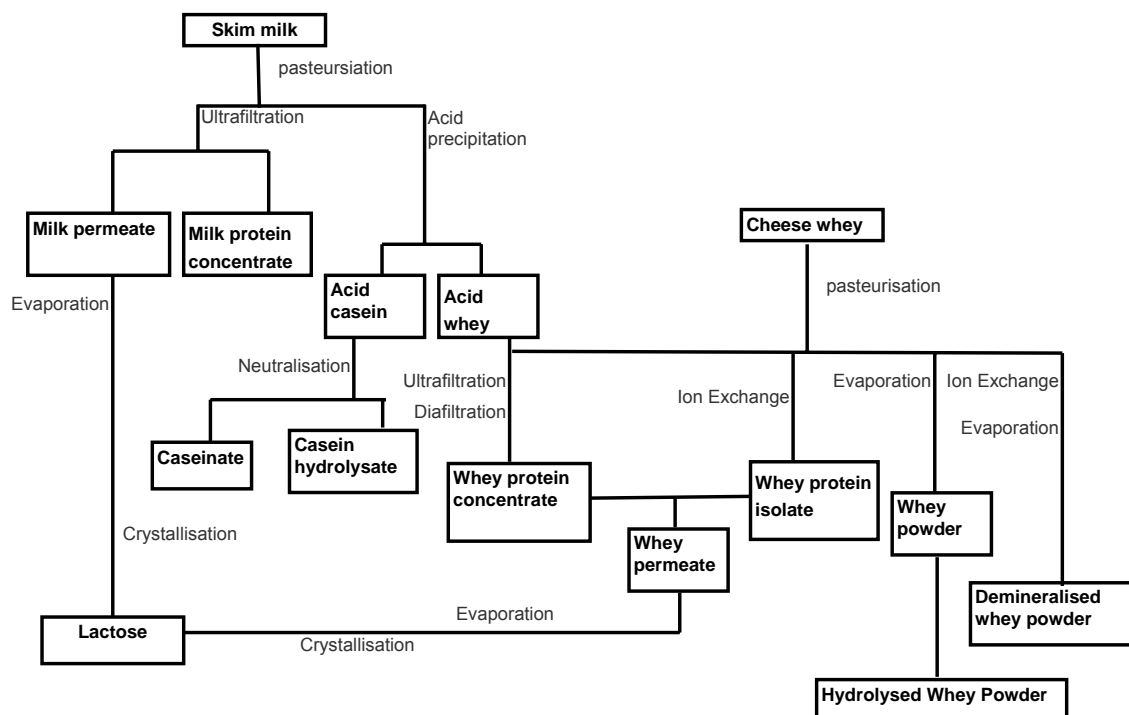 Skim milk
pasteursiation
Ultrafiltration
Acid
precipitation
Milk permeate
Milk protein
concentrate
Cheese whey
Evaporation
Acid
casein
Acid
whey
pasteurisation
Neutralisation
Ultrafiltration
Diafiltration
Ion Exchange
Evaporation
Ion Exchange
Evaporation
Caseinate
Casein
hydrolysate
Whey protein
concentrate
Whey protein
isolate
Whey
powder
Crystallisation
Whey
permeate
Demineralised
whey powder
Lactose
Evaporation
Crystallisation
Hydrolysed Whey Powder